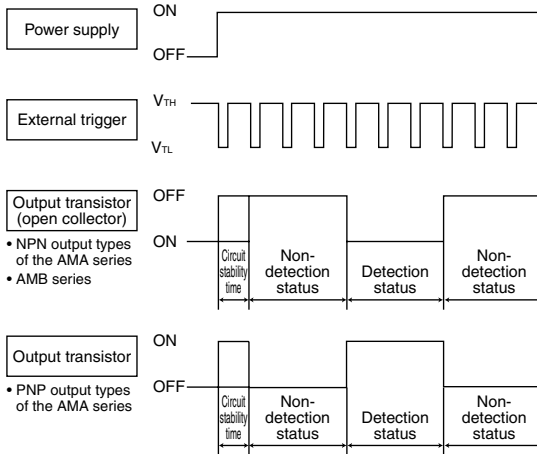 Power supply
ON
OFF
External trigger
VTH
VTL
Output transistor
(open collector)
• NPN output types
of the AMA series
• AMB series
OFF
ON
Circuit
stability
time
Non-
detection
status
Detection
status
Non-
detection
status
Output transistor
• PNP output types
of the AMA series
ON
OFF
Circuit
stability
time
Non-
detection
status
Detection
status
Non-
detection
status